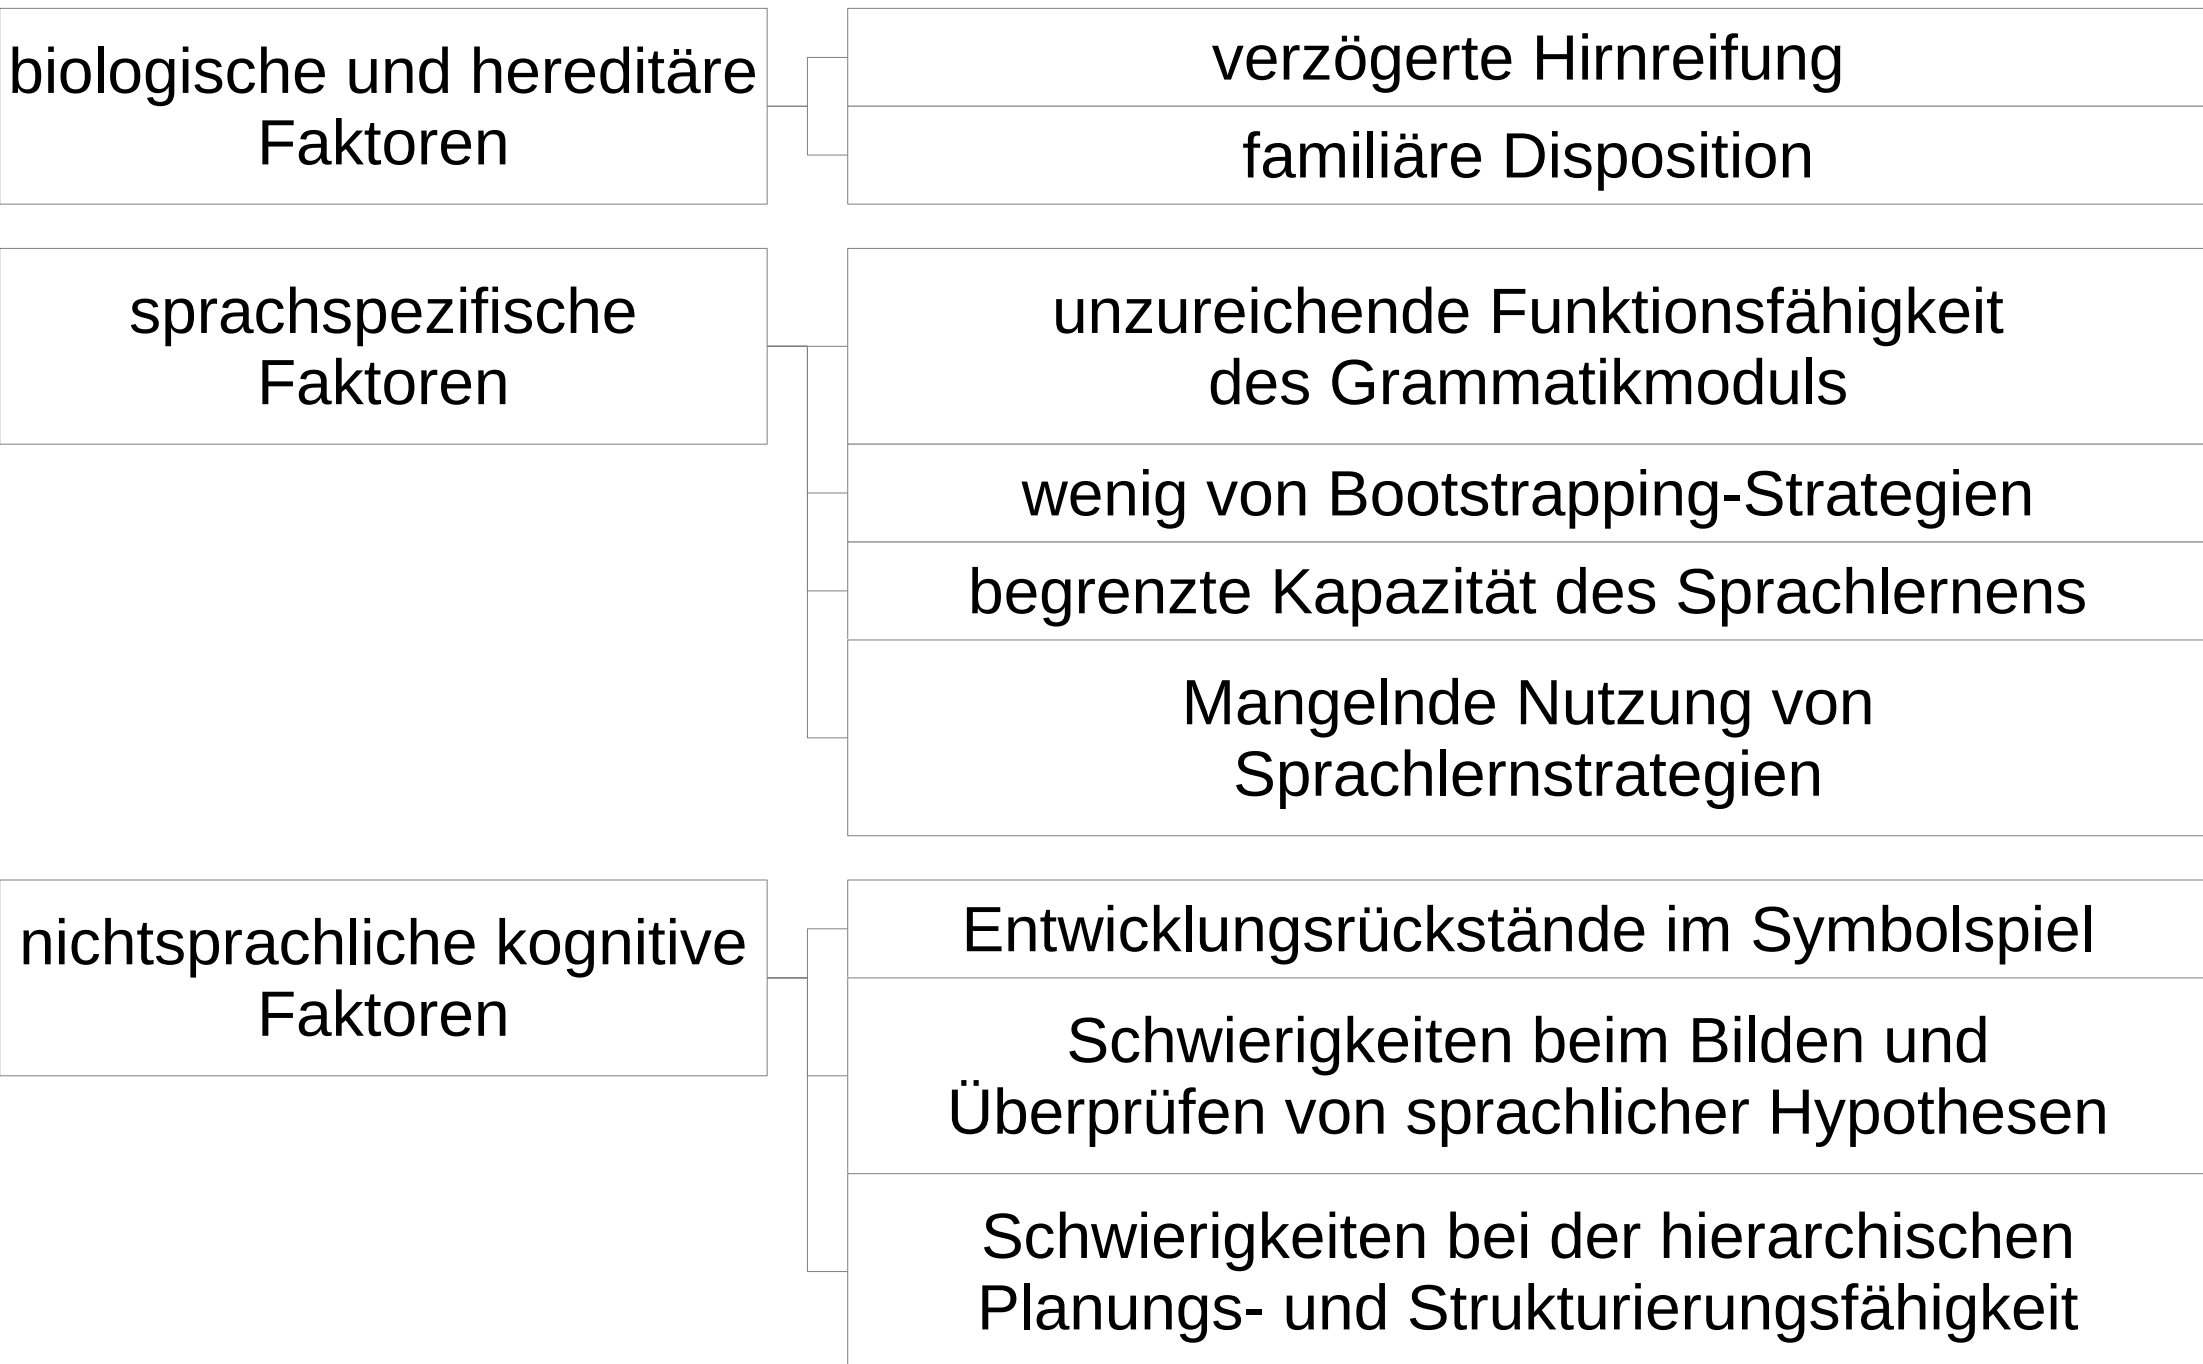 biologische und hereditäre
Faktoren
verzögerte Hirnreifung
familiäre Disposition
sprachspezifische
Faktoren
unzureichende Funktionsfähigkeit
des Grammatikmoduls
wenig von Bootstrapping-Strategien
begrenzte Kapazität des Sprachlernens
Mangelnde Nutzung von
Sprachlernstrategien
nichtsprachliche kognitive
Faktoren
Entwicklungsrückstände im Symbolspiel
Schwierigkeiten beim Bilden und
Überprüfen von sprachlicher Hypothesen
Schwierigkeiten bei der hierarchischen
Planungs- und Strukturierungsfähigkeit